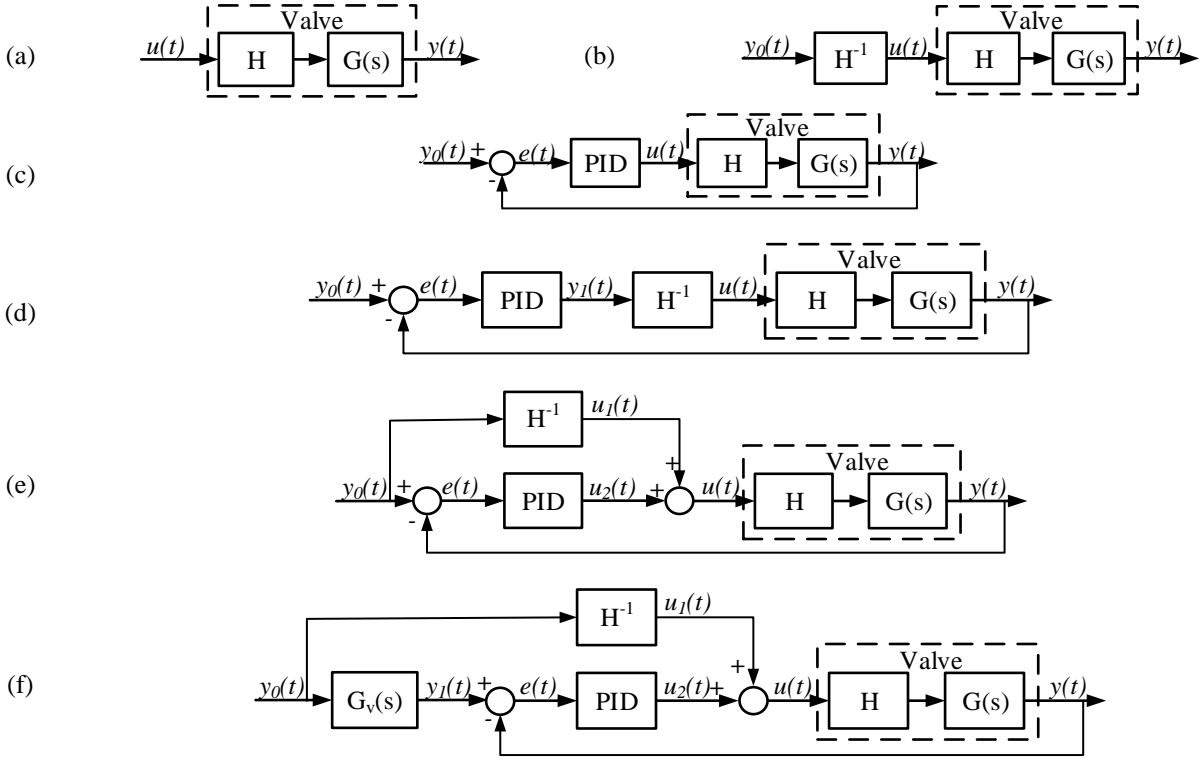 (a)
u(t)
Valve
H
G(s)
y(t)
(b)
y0(t)
H-1
u(t)
Valve
H
G(s)
y(t)
(c)
y0(t)
+
-
e(t)
PID
u(t)
Valve
H
G(s)
y(t)
(d)
y0(t)
+
-
e(t)
PID
y1(t)
H-1
u(t)
Valve
H
G(s)
y(t)
(e)
H-1
u1(t)
y0(t)
+
-
e(t)
PID
u2(t)
+
+
u(t)
Valve
H
G(s)
y(t)
(f)
H-1
u1(t)
y0(t)
Gv(s)
y1(t)
+
-
e(t)
PID
u2(t)
+
+
u(t)
Valve
H
G(s)
y(t)